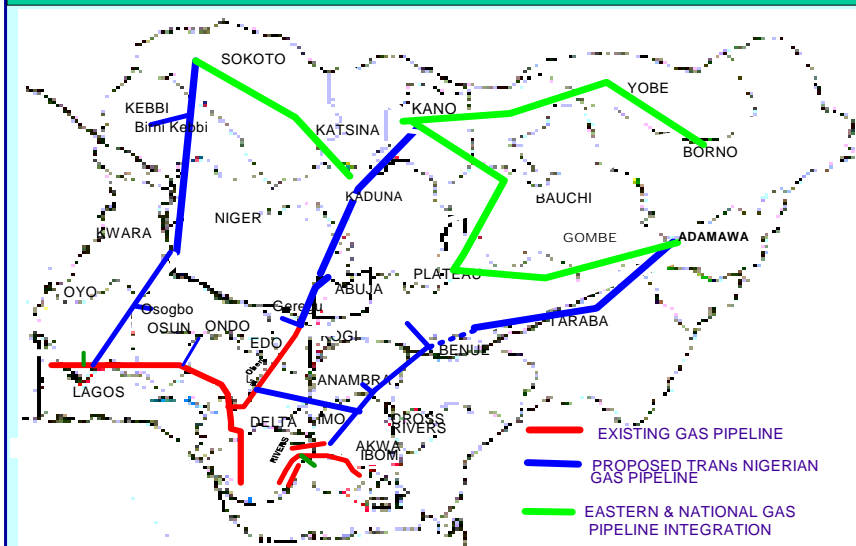 SOKOTO
YOBE
KEBBI
KANO
Birni Kebbi
KATSINA
BORNO
KADUNA
BAUCHI
NIGER
KWARA
GOMBE
ADAMAWA
PLATEAU
ABUJA
OYO
Osogbo
Geregu
TARABA
OSUN
ONDO
EDO
OGI
BENUE
LAGOS
ANAMBRA
DELTA
IMO
CROSS
RIVERS
RIVERS
AKWA
IBOM
EXISTING GAS PIPELINE
PROPOSED TRANs NIGERIAN
GAS PIPELINE
EASTERN & NATIONAL GAS
PIPELINE INTEGRATION